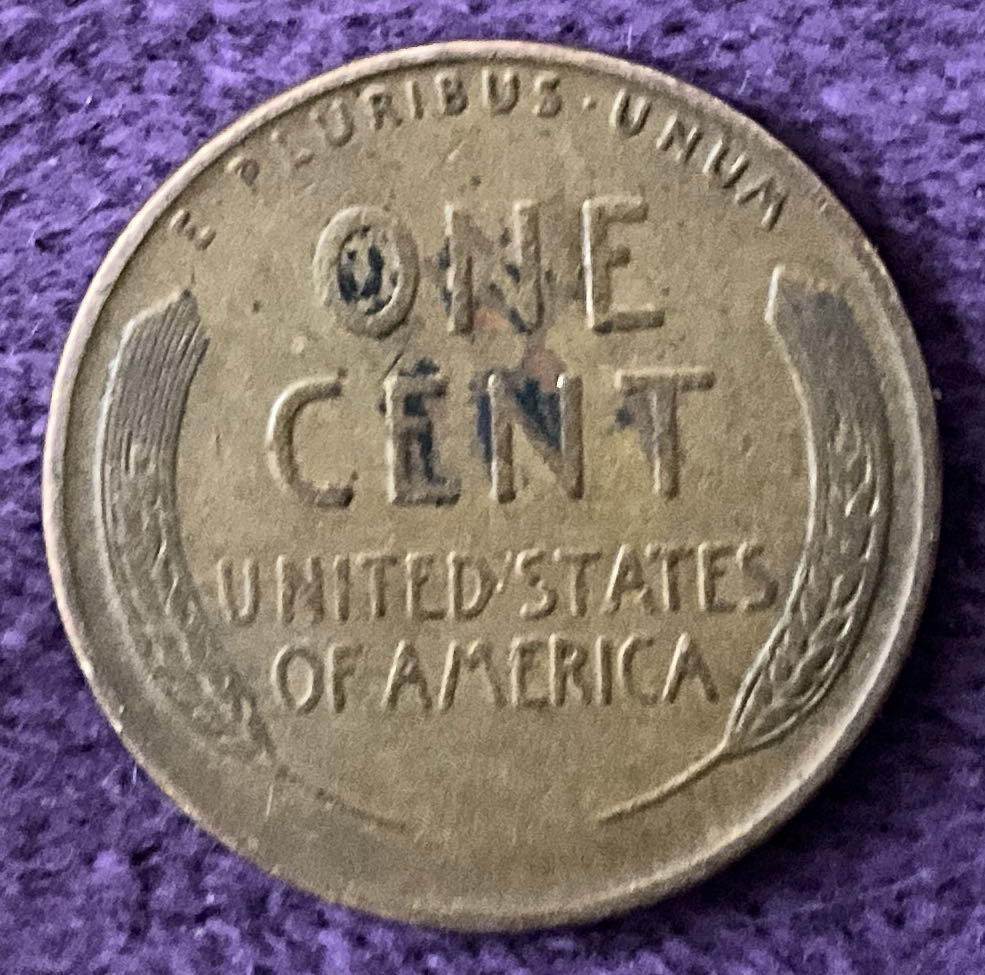 E·PLURIBUS·UNUM
ONE
CENT
UNITED·STATES
OF AMERICA